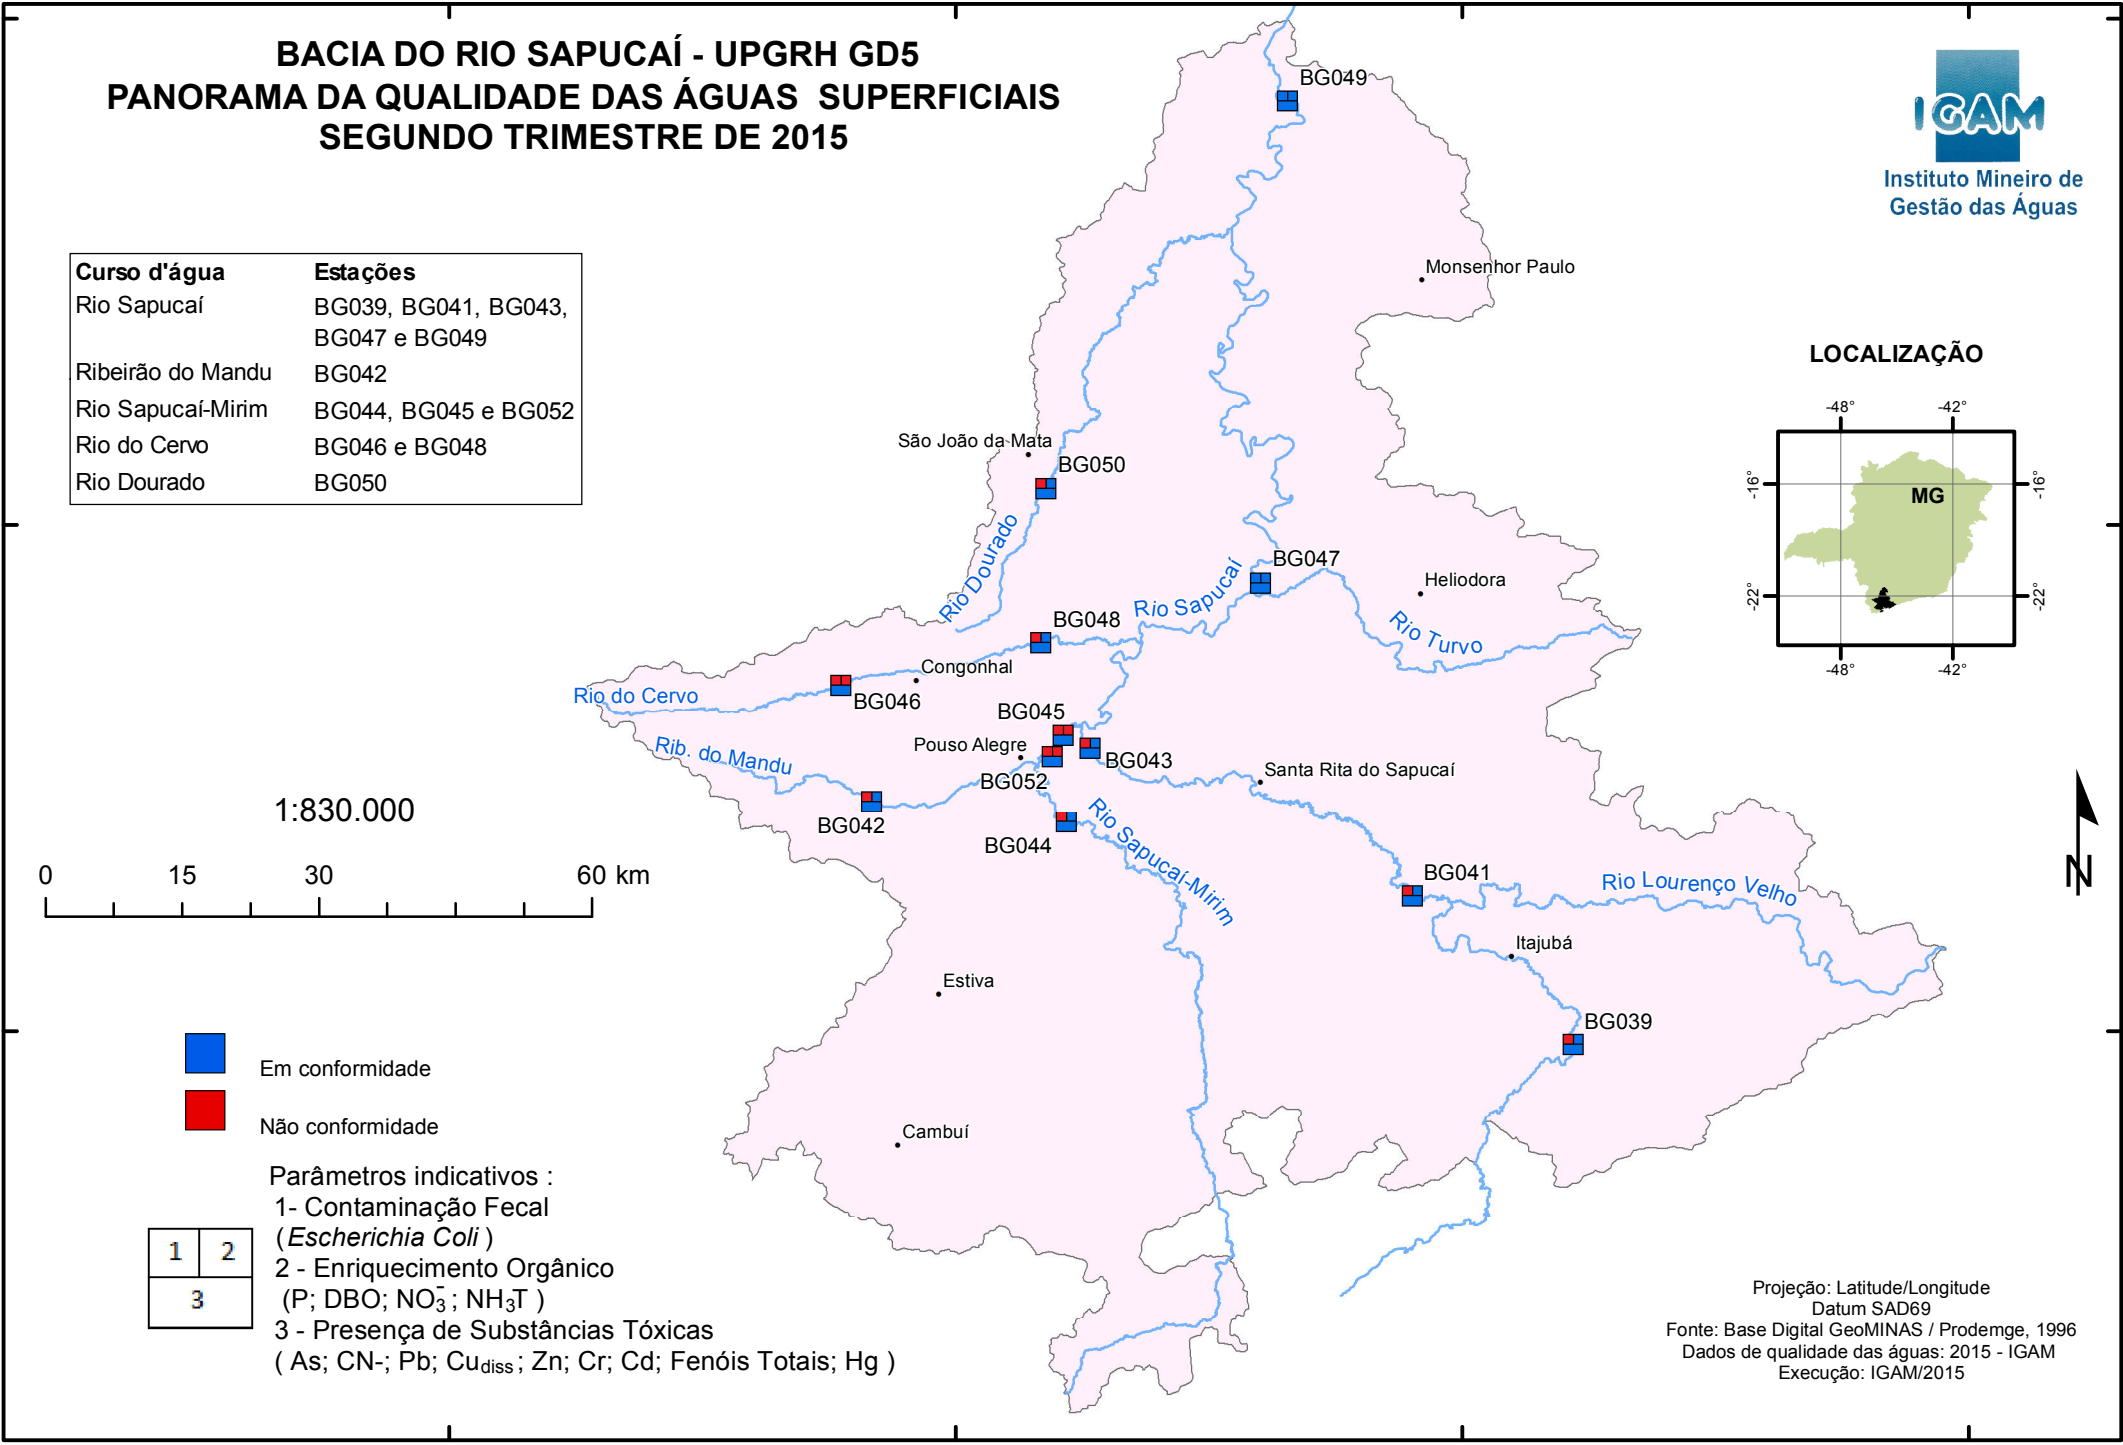 BACIA DO RIO SAPUCAÍ - UPGRH GD5
PANORAMA DA QUALIDADE DAS ÁGUAS SUPERFICIAIS
SEGUNDO TRIMESTRE DE 2015
IGAM
Instituto Mineiro de
Gestão das Águas
Curso d'água Estações
Rio Sapucaí BG039, BG041, BG043,
BG047 e BG049
Ribeirão do Mandu BG042
Rio Sapucaí-Mirim BG044, BG045 e BG052
Rio do Cervo BG046 e BG048
Rio Dourado BG050
BG049
Monsenhor Paulo
São João da Mata
BG050
Rio Dourado
BG047
Rio Sapucaí
Heliodora
Rio Turvo
BG048
Congonhal
Rio do Cervo
BG046
BG045
Pouso Alegre
BG043
BG052
Rib. do Mandu
BG042
Santa Rita do Sapucaí
BG044
Rio Sapucaí-Mirim
BG041
Rio Lourenço Velho
Itajubá
Estiva
BG039
Cambuí
LOCALIZAÇÃO
-48° -42°
-16° -16°
MG
-22° -22°
-48° -42°
N
1:830.000
0 15 30 60 km
Em conformidade
Não conformidade
Parâmetros indicativos :
1- Contaminação Fecal
( Escherichia Coli )
2 - Enriquecimento Orgânico
(P; DBO; NO₃⁻; NH₃T )
3 - Presença de Substâncias Tóxicas
( As; CN-; Pb; Cudiss; Zn; Cr; Cd; Fenóis Totais; Hg )
1 2
3
Projeção: Latitude/Longitude
Datum SAD69
Fonte: Base Digital GeoMINAS / Prodemge, 1996
Dados de qualidade das águas: 2015 - IGAM
Execução: IGAM/2015